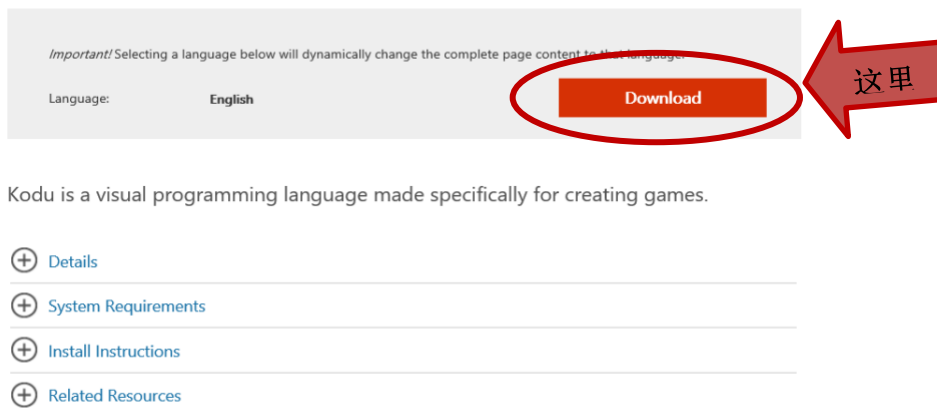 Important! Selecting a language below will dynamically change the complete page content to that language.
Language: English Download
这里
Kodu is a visual programming language made specifically for creating games.
Details
System Requirements
Install Instructions
Related Resources